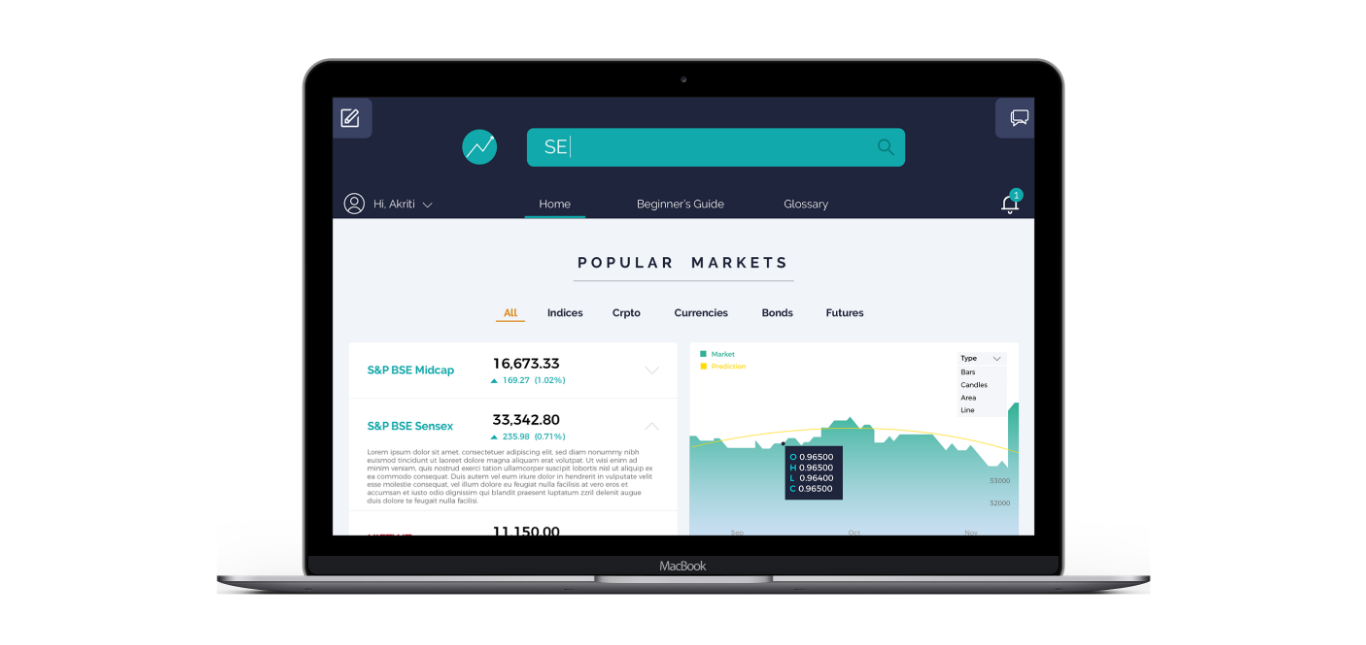 SE
1
Hi, Akriti
Home
Beginner's Guide
Glossary
POPULAR MARKETS
All
Indices
Crpto
Currencies
Bonds
Futures
S&P BSE Midcap
16,673.33
169.27 (1.02%)
S&P BSE Sensex
33,342.80
235.98 (0.71%)
Lorem ipsum dolor sit amet, consectetuer adipiscing elit, sed diam nonummy nibh
euismod tincidunt ut laoreet dolore magna aliquam erat volutpat. Ut wisi enim ad
minim veniam, quis nostrud exerci tation ullamcorper suscipit lobortis nisl ut aliquip ex
ea commodo consequat. Duis autem vel eum iriure dolor in hendrerit in vulputate velit
esse molestie consequat, vel illum dolore eu feugiat nulla facilisis at vero eros et
accumsan et iusto odio dignissim qui blandit praesent luptatum zzril delenit augue
duis dolore te feugait nulla facilisi.
11,150.00
Market
Prediction
Type
Bars
Candles
Area
Line
O 0.96500
H 0.96500
L 0.96400
C 0.96500
33000
32000
Sep
Oct
Nov
MacBook